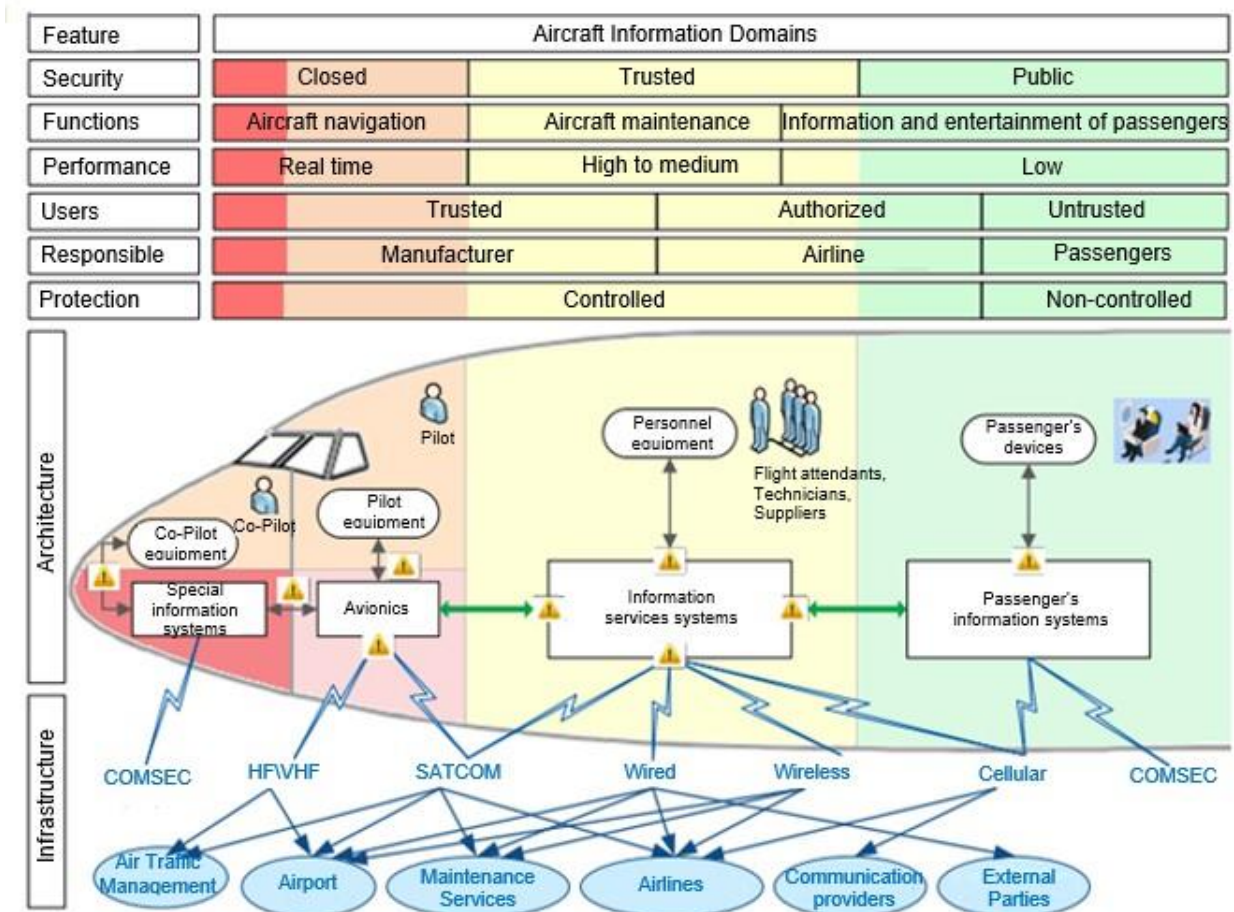 Feature
Aircraft Information Domains
Security
Closed
Trusted
Public
Functions
Aircraft navigation
Aircraft maintenance
Information and entertainment of passengers
Performance
Real time
High to medium
Low
Users
Trusted
Authorized
Untrusted
Responsible
Manufacturer
Airline
Passengers
Protection
Controlled
Non-controlled
Architecture
Pilot
Co-Pilot
Co-Pilot
equipment
Pilot
equipment
Personnel
equipment
Flight attendants,
Technicians,
Suppliers
Passenger's
devices
Special
information
systems
Avionics
Information
services systems
Passenger's
information systems
Infrastructure
COMSEC
HF\VHF
SATCOM
Wired
Wireless
Cellular
COMSEC
Air Traffic
Management
Airport
Maintenance
Services
Airlines
Communication
providers
External
Parties